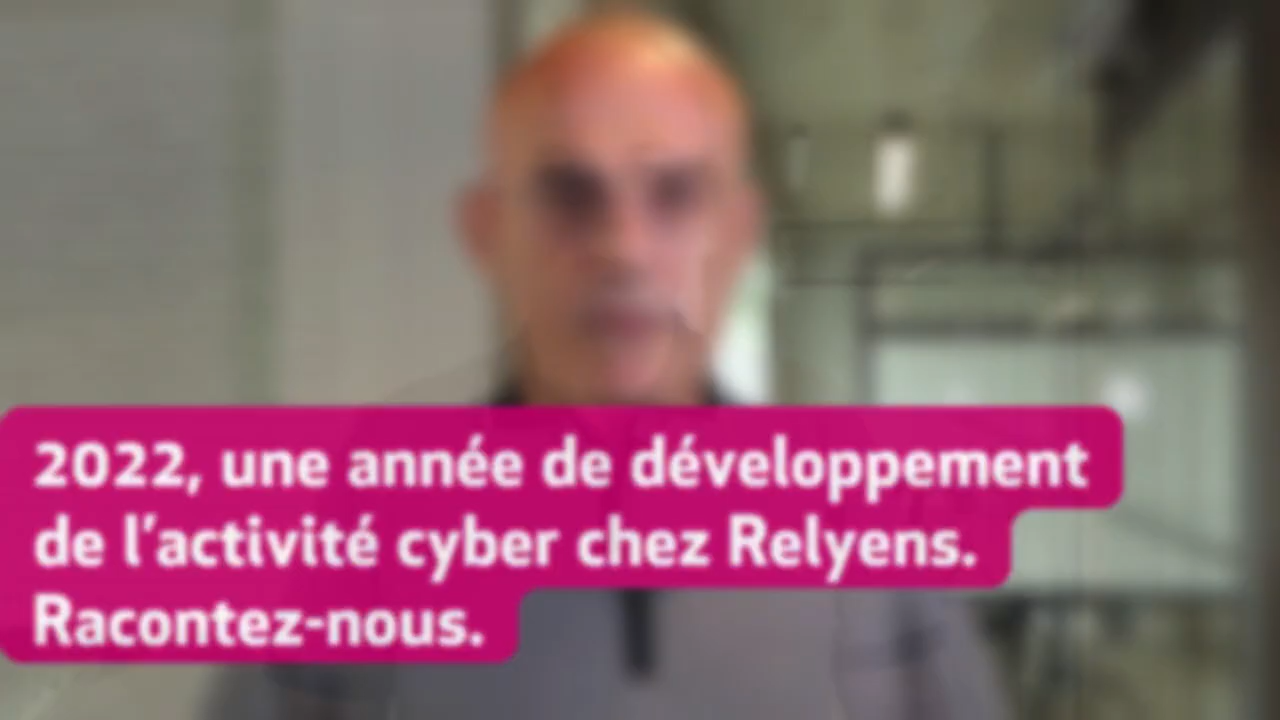 2022, une année de développement
de l'activité cyber chez Relyens.
Racontez-nous.